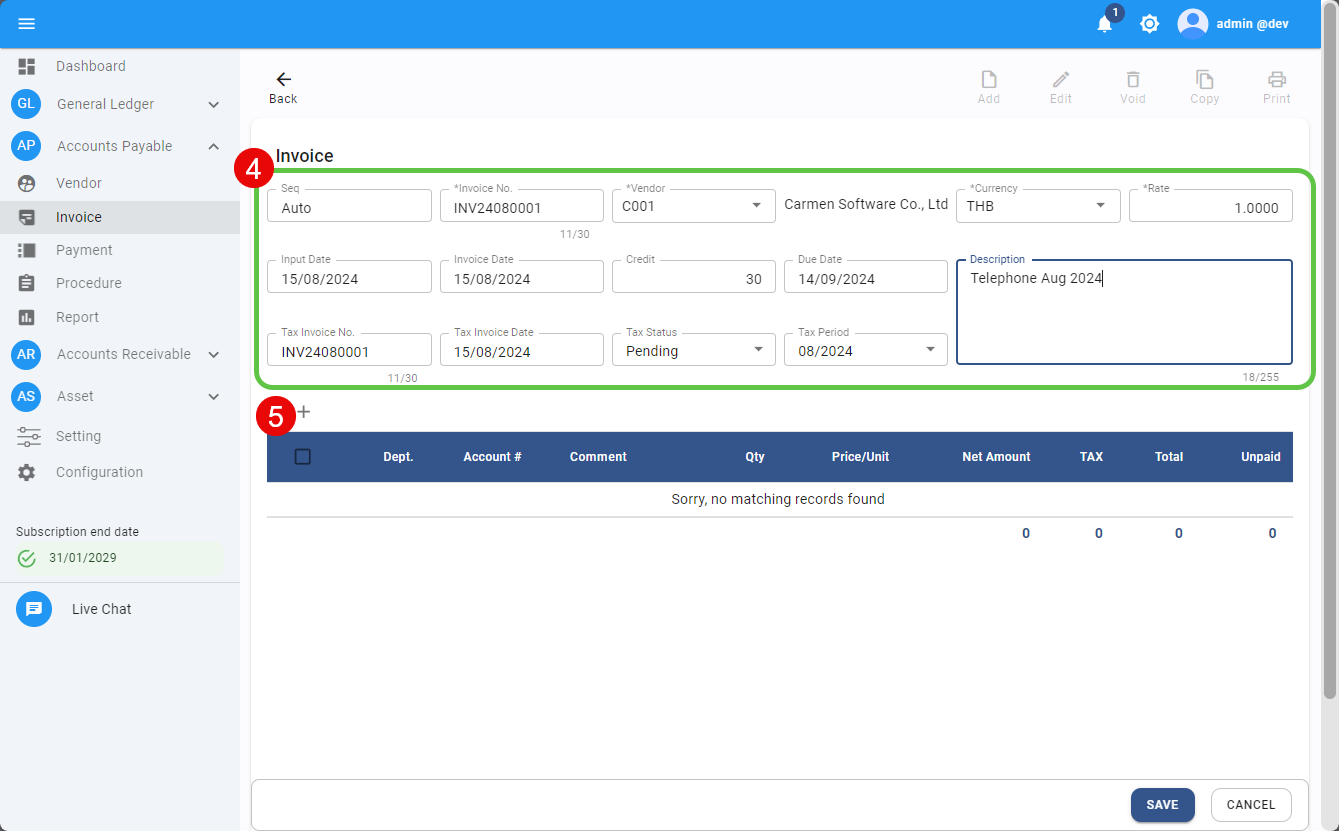 1
admin @dev
Dashboard
GL General Ledger
AP Accounts Payable
Vendor
Invoice
Payment
Procedure
Report
AR Accounts Receivable
AS Asset
Setting
Configuration
Subscription end date
31/01/2029
Live Chat
Back
Add Edit Void Copy Print
4 Invoice
Seq *Invoice No. *Vendor *Currency *Rate
Auto INV24080001 C001 Carmen Software Co., Ltd THB 1.0000
11/30
Input Date Invoice Date Credit Due Date Description
15/08/2024 15/08/2024 30 14/09/2024 Telephone Aug 2024
Tax Invoice No. Tax Invoice Date Tax Status Tax Period
INV24080001 15/08/2024 Pending 08/2024
11/30 18/255
5 +
Dept. Account # Comment Qty Price/Unit Net Amount TAX Total Unpaid
Sorry, no matching records found
0 0 0 0
SAVE CANCEL